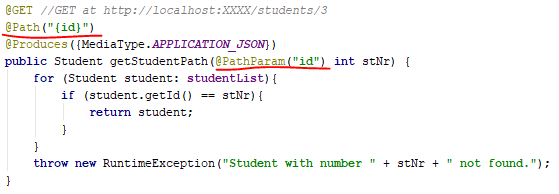 @GET //GET at http://localhost:XXXX/students/3
@Path("{id}")
@Produces({MediaType.APPLICATION_JSON})
public Student getStudentPath(@PathParam("id") int stNr) {
    for (Student student: studentList){
        if (student.getId() == stNr){
            return student;
        }
    }
    throw new RuntimeException("Student with number " + stNr + " not found.");
}